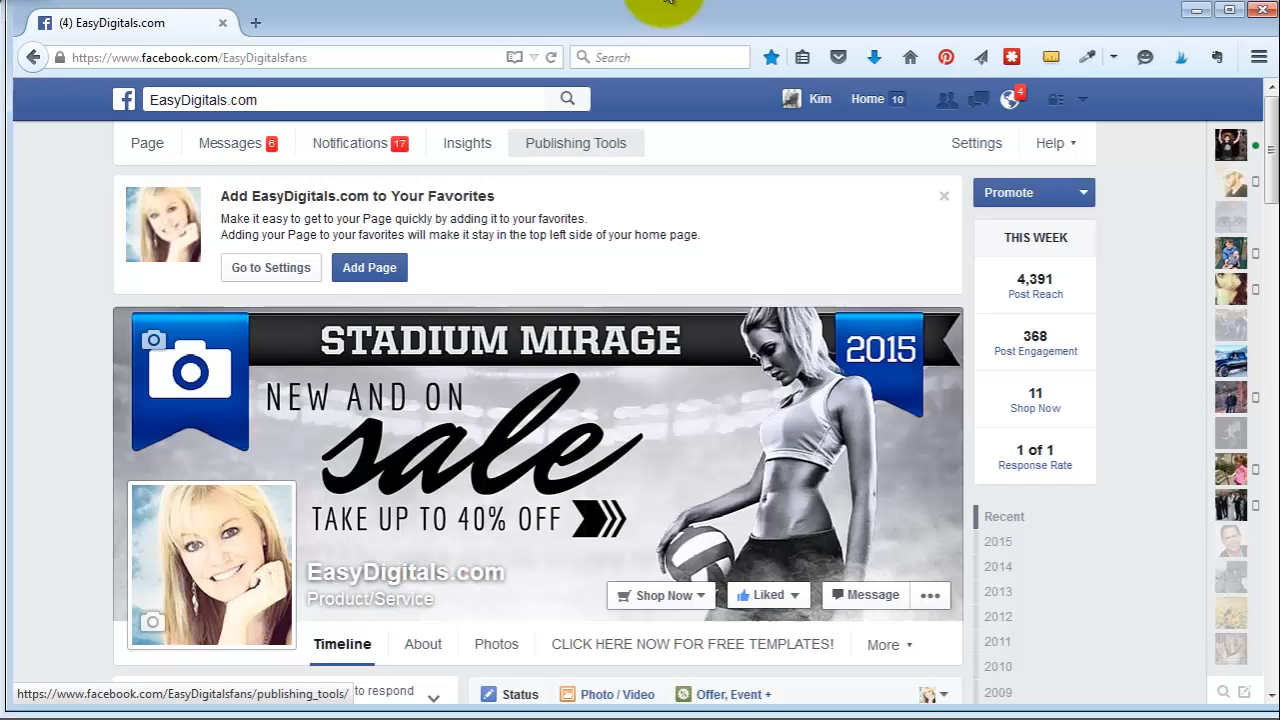 (4) EasyDigitals.com
https://www.facebook.com/EasyDigitalsfans
Search
EasyDigitals.com
Kim
Home 10
4
Page
Messages 6
Notifications 17
Insights
Publishing Tools
Settings
Help
Add EasyDigitals.com to Your Favorites
Make it easy to get to your Page quickly by adding it to your favorites.
Adding your Page to your favorites will make it stay in the top left side of your home page.
Go to Settings
Add Page
Promote
THIS WEEK
4,391
Post Reach
368
Post Engagement
11
Shop Now
1 of 1
Response Rate
STADIUM MIRAGE
2015
NEW AND ON
sale
TAKE UP TO 40% OFF
EasyDigitals.com
Product/Service
Shop Now
Liked
Message
Timeline
About
Photos
CLICK HERE NOW FOR FREE TEMPLATES!
More
Recent
2015
2014
2013
2012
2011
2010
2009
https://www.facebook.com/EasyDigitalsfans/publishing_tools/
to respond
Status
Photo / Video
Offer, Event +